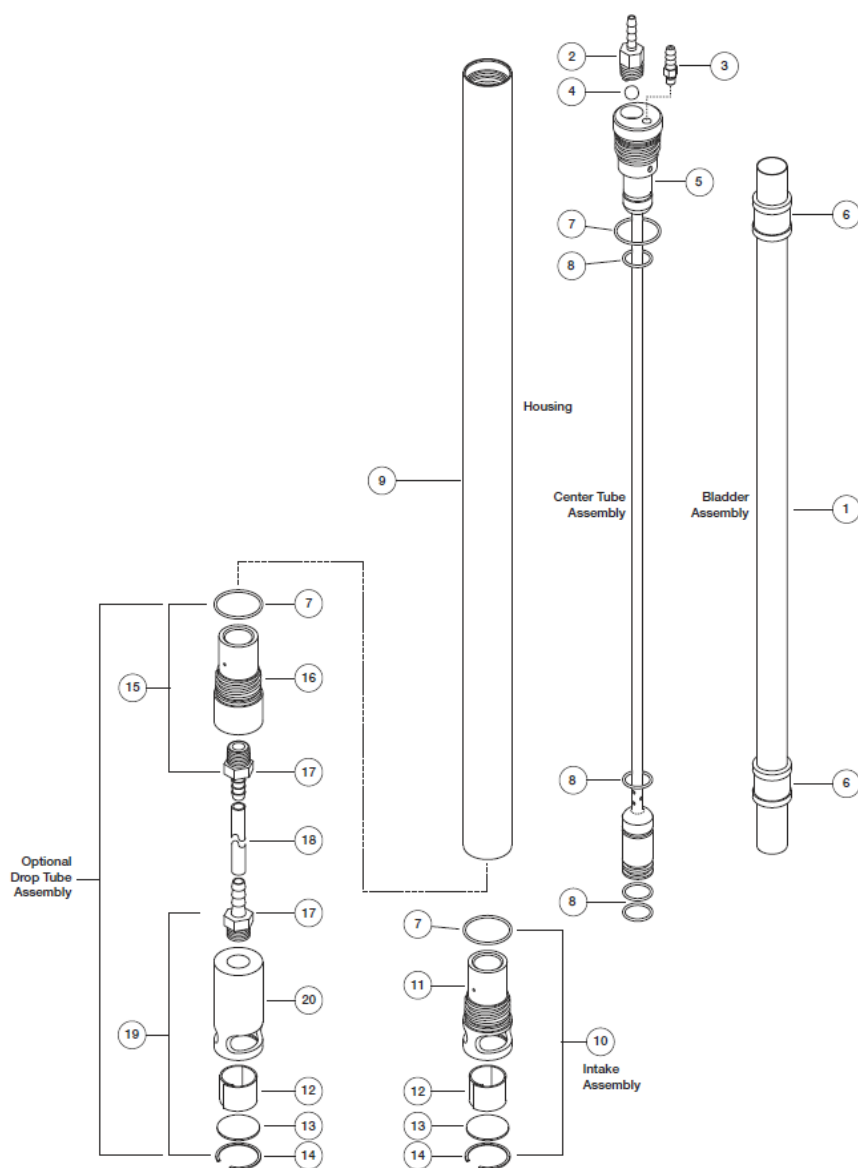 2
3
4
5
6
7
8
Housing
9
Center Tube
Assembly
Bladder
Assembly
1
7
15
16
8
6
17
18
Optional
Drop Tube
Assembly
17
8
7
20
11
19
10
Intake
Assembly
12
12
13
13
14
14